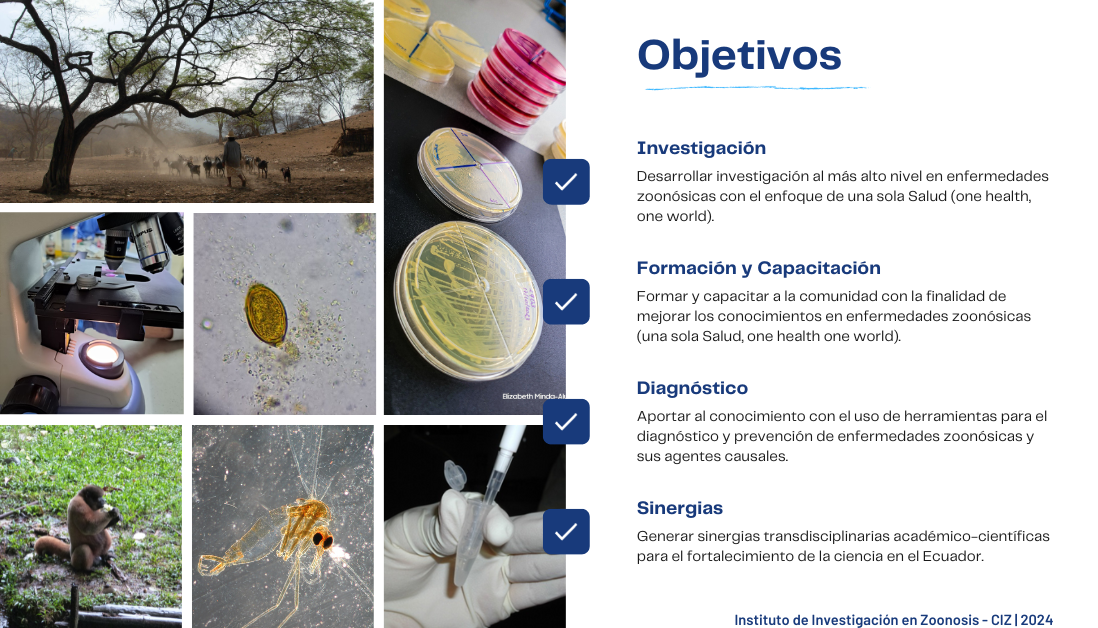 Objetivos
Investigación
Desarrollar investigación al más alto nivel en enfermedades
zoonósicas con el enfoque de una sola Salud (one health,
one world).
Formación y Capacitación
Formar y capacitar a la comunidad con la finalidad de
mejorar los conocimientos en enfermedades zoonósicas
(una sola Salud, one health one world).
Diagnóstico
Aportar al conocimiento con el uso de herramientas para el
diagnóstico y prevención de enfermedades zoonósicas y
sus agentes causales.
Sinergias
Generar sinergias transdisciplinarias académico-científicas
para el fortalecimiento de la ciencia en el Ecuador.
Elizabeth
Instituto de Investigación en Zoonosis - CIZ | 2024